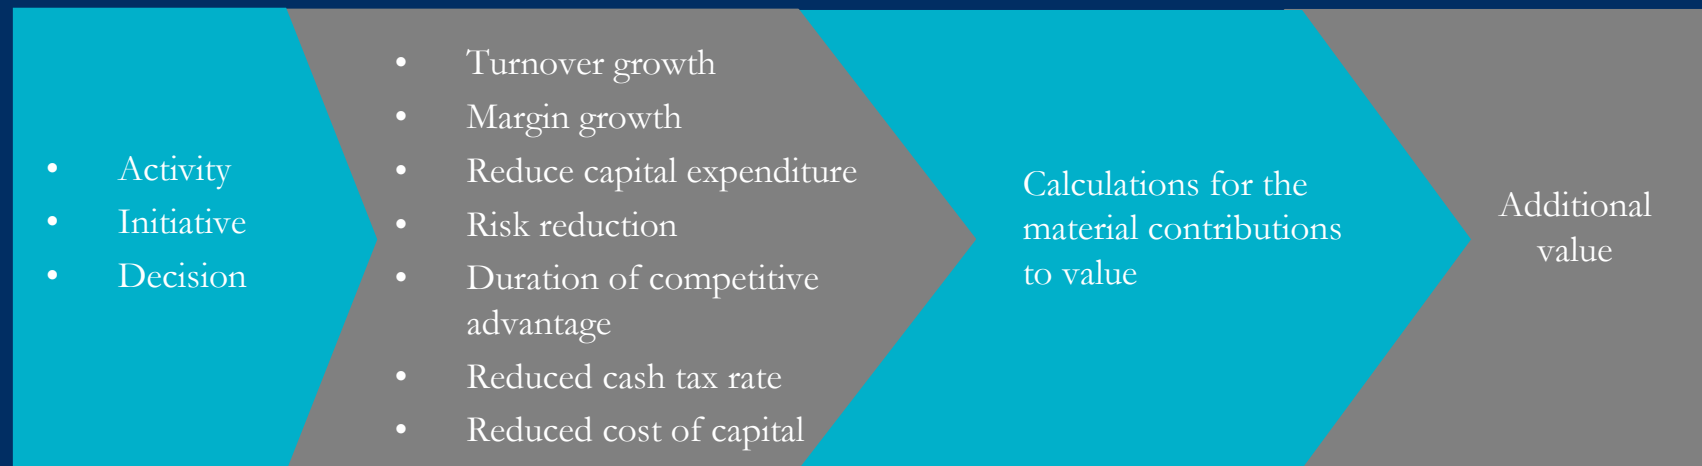 • Activity
• Initiative
• Decision
• Turnover growth
• Margin growth
• Reduce capital expenditure
• Risk reduction
• Duration of competitive
advantage
• Reduced cash tax rate
• Reduced cost of capital
Calculations for the
material contributions
to value
Additional
value